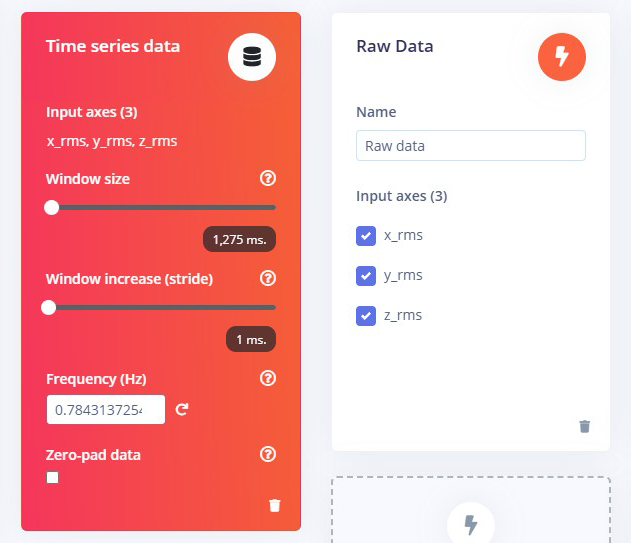 Time series data
Input axes (3)
x_rms, y_rms, z_rms
Window size
1,275 ms.
Window increase (stride)
1 ms.
Frequency (Hz)
0.7843137254
Zero-pad data
Raw Data
Name
Raw data
Input axes (3)
x_rms
y_rms
z_rms